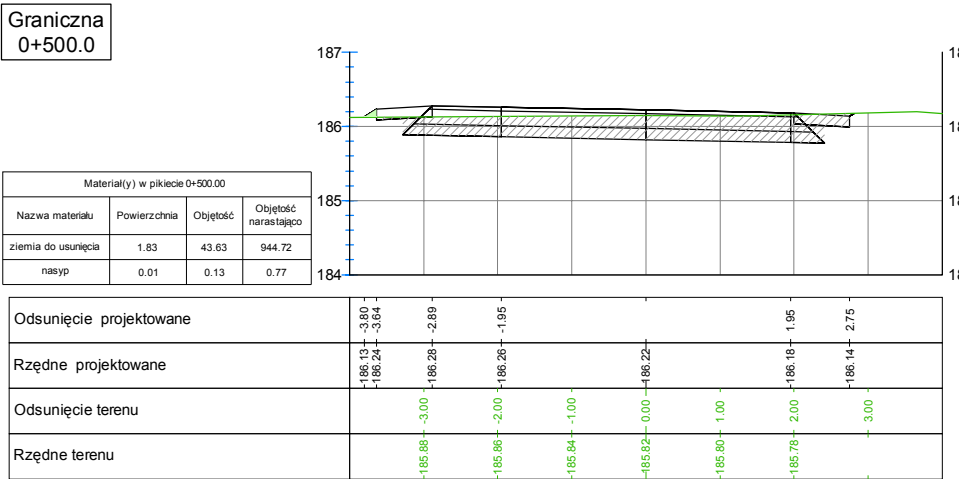 Graniczna
0+500.0
187
186
185
184
18
18
18
18
Materiał(y) w pikiecie 0+500.00
Nazwa materiału Powierzchnia Objętość Objętość narastająco
ziemia do usunięcia 1.83 43.63 944.72
nasyp 0.01 0.13 0.77
Odsunięcie projektowane -3.80 -3.64 -2.89 -1.95 1.95 2.75
Rzędne projektowane 186.13 186.24 186.28 186.26 186.22 186.18 186.14
Odsunięcie terenu -3.00 -2.00 -1.00 0.00 1.00 2.00 3.00
Rzędne terenu 185.88 185.86 185.84 185.82 185.80 185.78